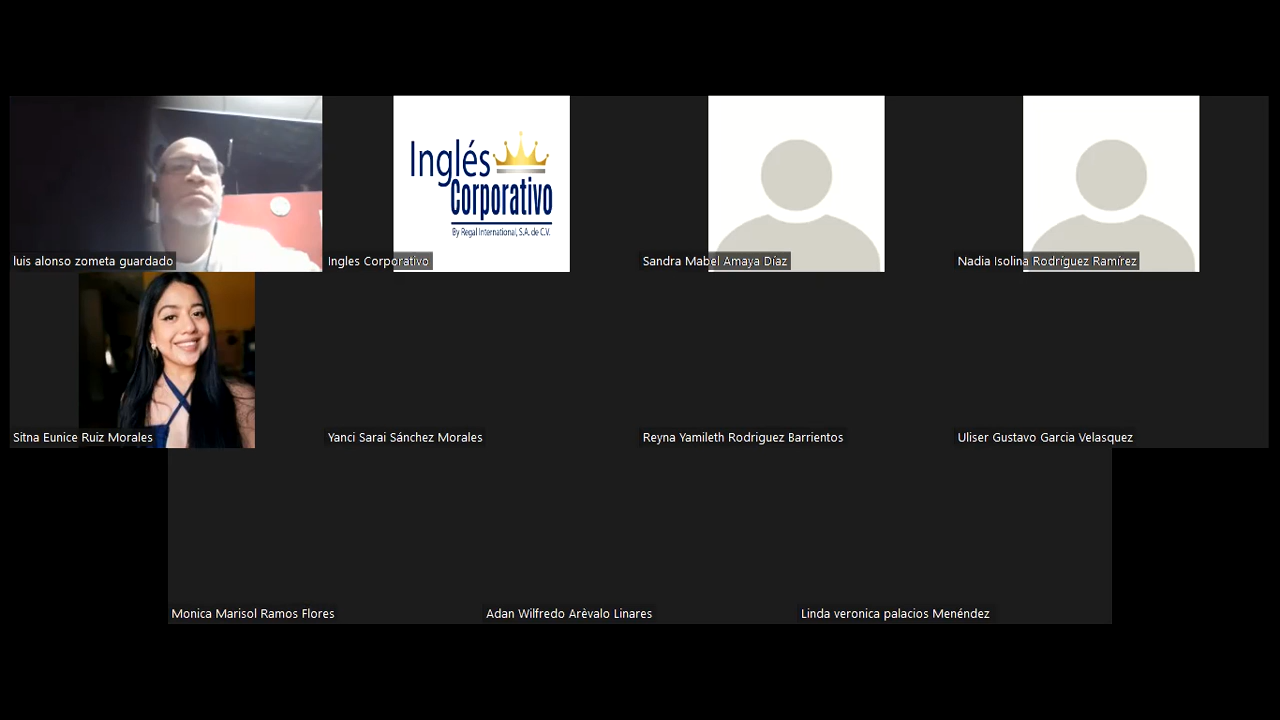 Inglés
Corporativo
By Regal International, S.A. de C.V.
luis alonso zometa guardado
Ingles Corporativo
Sandra Mabel Amaya Díaz
Nadia Isolina Rodríguez Ramírez
Sitna Eunice Ruiz Morales
Yanci Sarai Sánchez Morales
Reyna Yamileth Rodriguez Barrientos
Uliser Gustavo Garcia Velasquez
Monica Marisol Ramos Flores
Adan Wilfredo Arèvalo Linares
Linda veronica palacios Menéndez